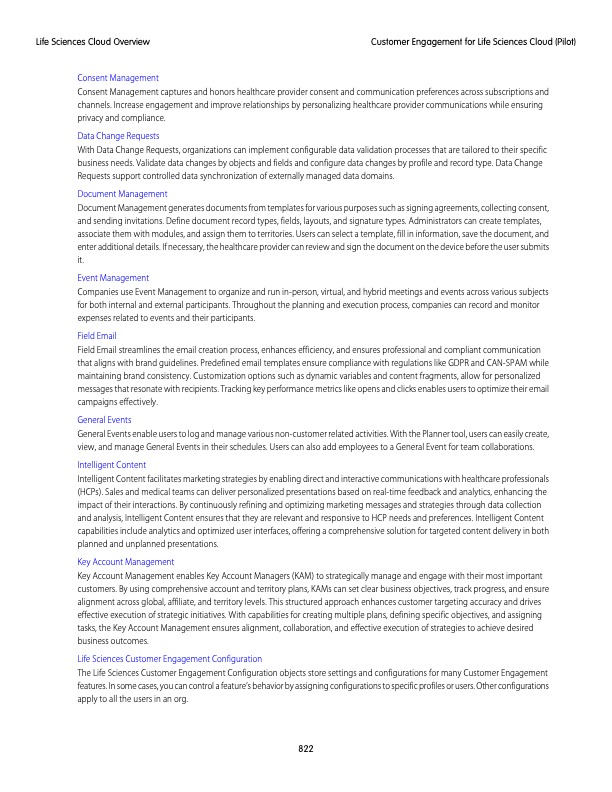 Life Sciences Cloud Overview
Customer Engagement for Life Sciences Cloud (Pilot)
Consent Management
Consent Management captures and honors healthcare provider consent and communication preferences across subscriptions and
channels. Increase engagement and improve relationships by personalizing healthcare provider communications while ensuring
privacy and compliance.
Data Change Requests
With Data Change Requests, organizations can implement configurable data validation processes that are tailored to their specific
business needs. Validate data changes by objects and fields and configure data changes by profile and record type. Data Change
Requests support controlled data synchronization of externally managed data domains.
Document Management
Document Management generates documents from templates for various purposes such as signing agreements, collecting consent,
and sending invitations. Define document record types, fields, layouts, and signature types. Administrators can create templates,
associate them with modules, and assign them to territories. Users can select a template, fill in information, save the document, and
enter additional details. If necessary, the healthcare provider can review and sign the document on the device before the user submits
it.
Event Management
Companies use Event Management to organize and run in-person, virtual, and hybrid meetings and events across various subjects
for both internal and external participants. Throughout the planning and execution process, companies can record and monitor
expenses related to events and their participants.
Field Email
Field Email streamlines the email creation process, enhances efficiency, and ensures professional and compliant communication
that aligns with brand guidelines. Predefined email templates ensure compliance with regulations like GDPR and CAN-SPAM while
maintaining brand consistency. Customization options such as dynamic variables and content fragments, allow for personalized
messages that resonate with recipients. Tracking key performance metrics like opens and clicks enables users to optimize their email
campaigns effectively.
General Events
General Events enable users to log and manage various non-customer related activities. With the Planner tool, users can easily create,
view, and manage General Events in their schedules. Users can also add employees to a General Event for team collaborations.
Intelligent Content
Intelligent Content facilitates marketing strategies by enabling direct and interactive communications with healthcare professionals
(HCPs). Sales and medical teams can deliver personalized presentations based on real-time feedback and analytics, enhancing the
impact of their interactions. By continuously refining and optimizing marketing messages and strategies through data collection
and analysis, Intelligent Content ensures that they are relevant and responsive to HCP needs and preferences. Intelligent Content
capabilities include analytics and optimized user interfaces, offering a comprehensive solution for targeted content delivery in both
planned and unplanned presentations.
Key Account Management
Key Account Management enables Key Account Managers (KAM) to strategically manage and engage with their most important
customers. By using comprehensive account and territory plans, KAMs can set clear business objectives, track progress, and ensure
alignment across global, affiliate, and territory levels. This structured approach enhances customer targeting accuracy and drives
effective execution of strategic initiatives. With capabilities for creating multiple plans, defining specific objectives, and assigning
tasks, the Key Account Management ensures alignment, collaboration, and effective execution of strategies to achieve desired
business outcomes.
Life Sciences Customer Engagement Configuration
The Life Sciences Customer Engagement Configuration objects store settings and configurations for many Customer Engagement
features. In some cases, you can control a feature's behavior by assigning configurations to specific profiles or users. Other configurations
apply to all the users in an org.
822